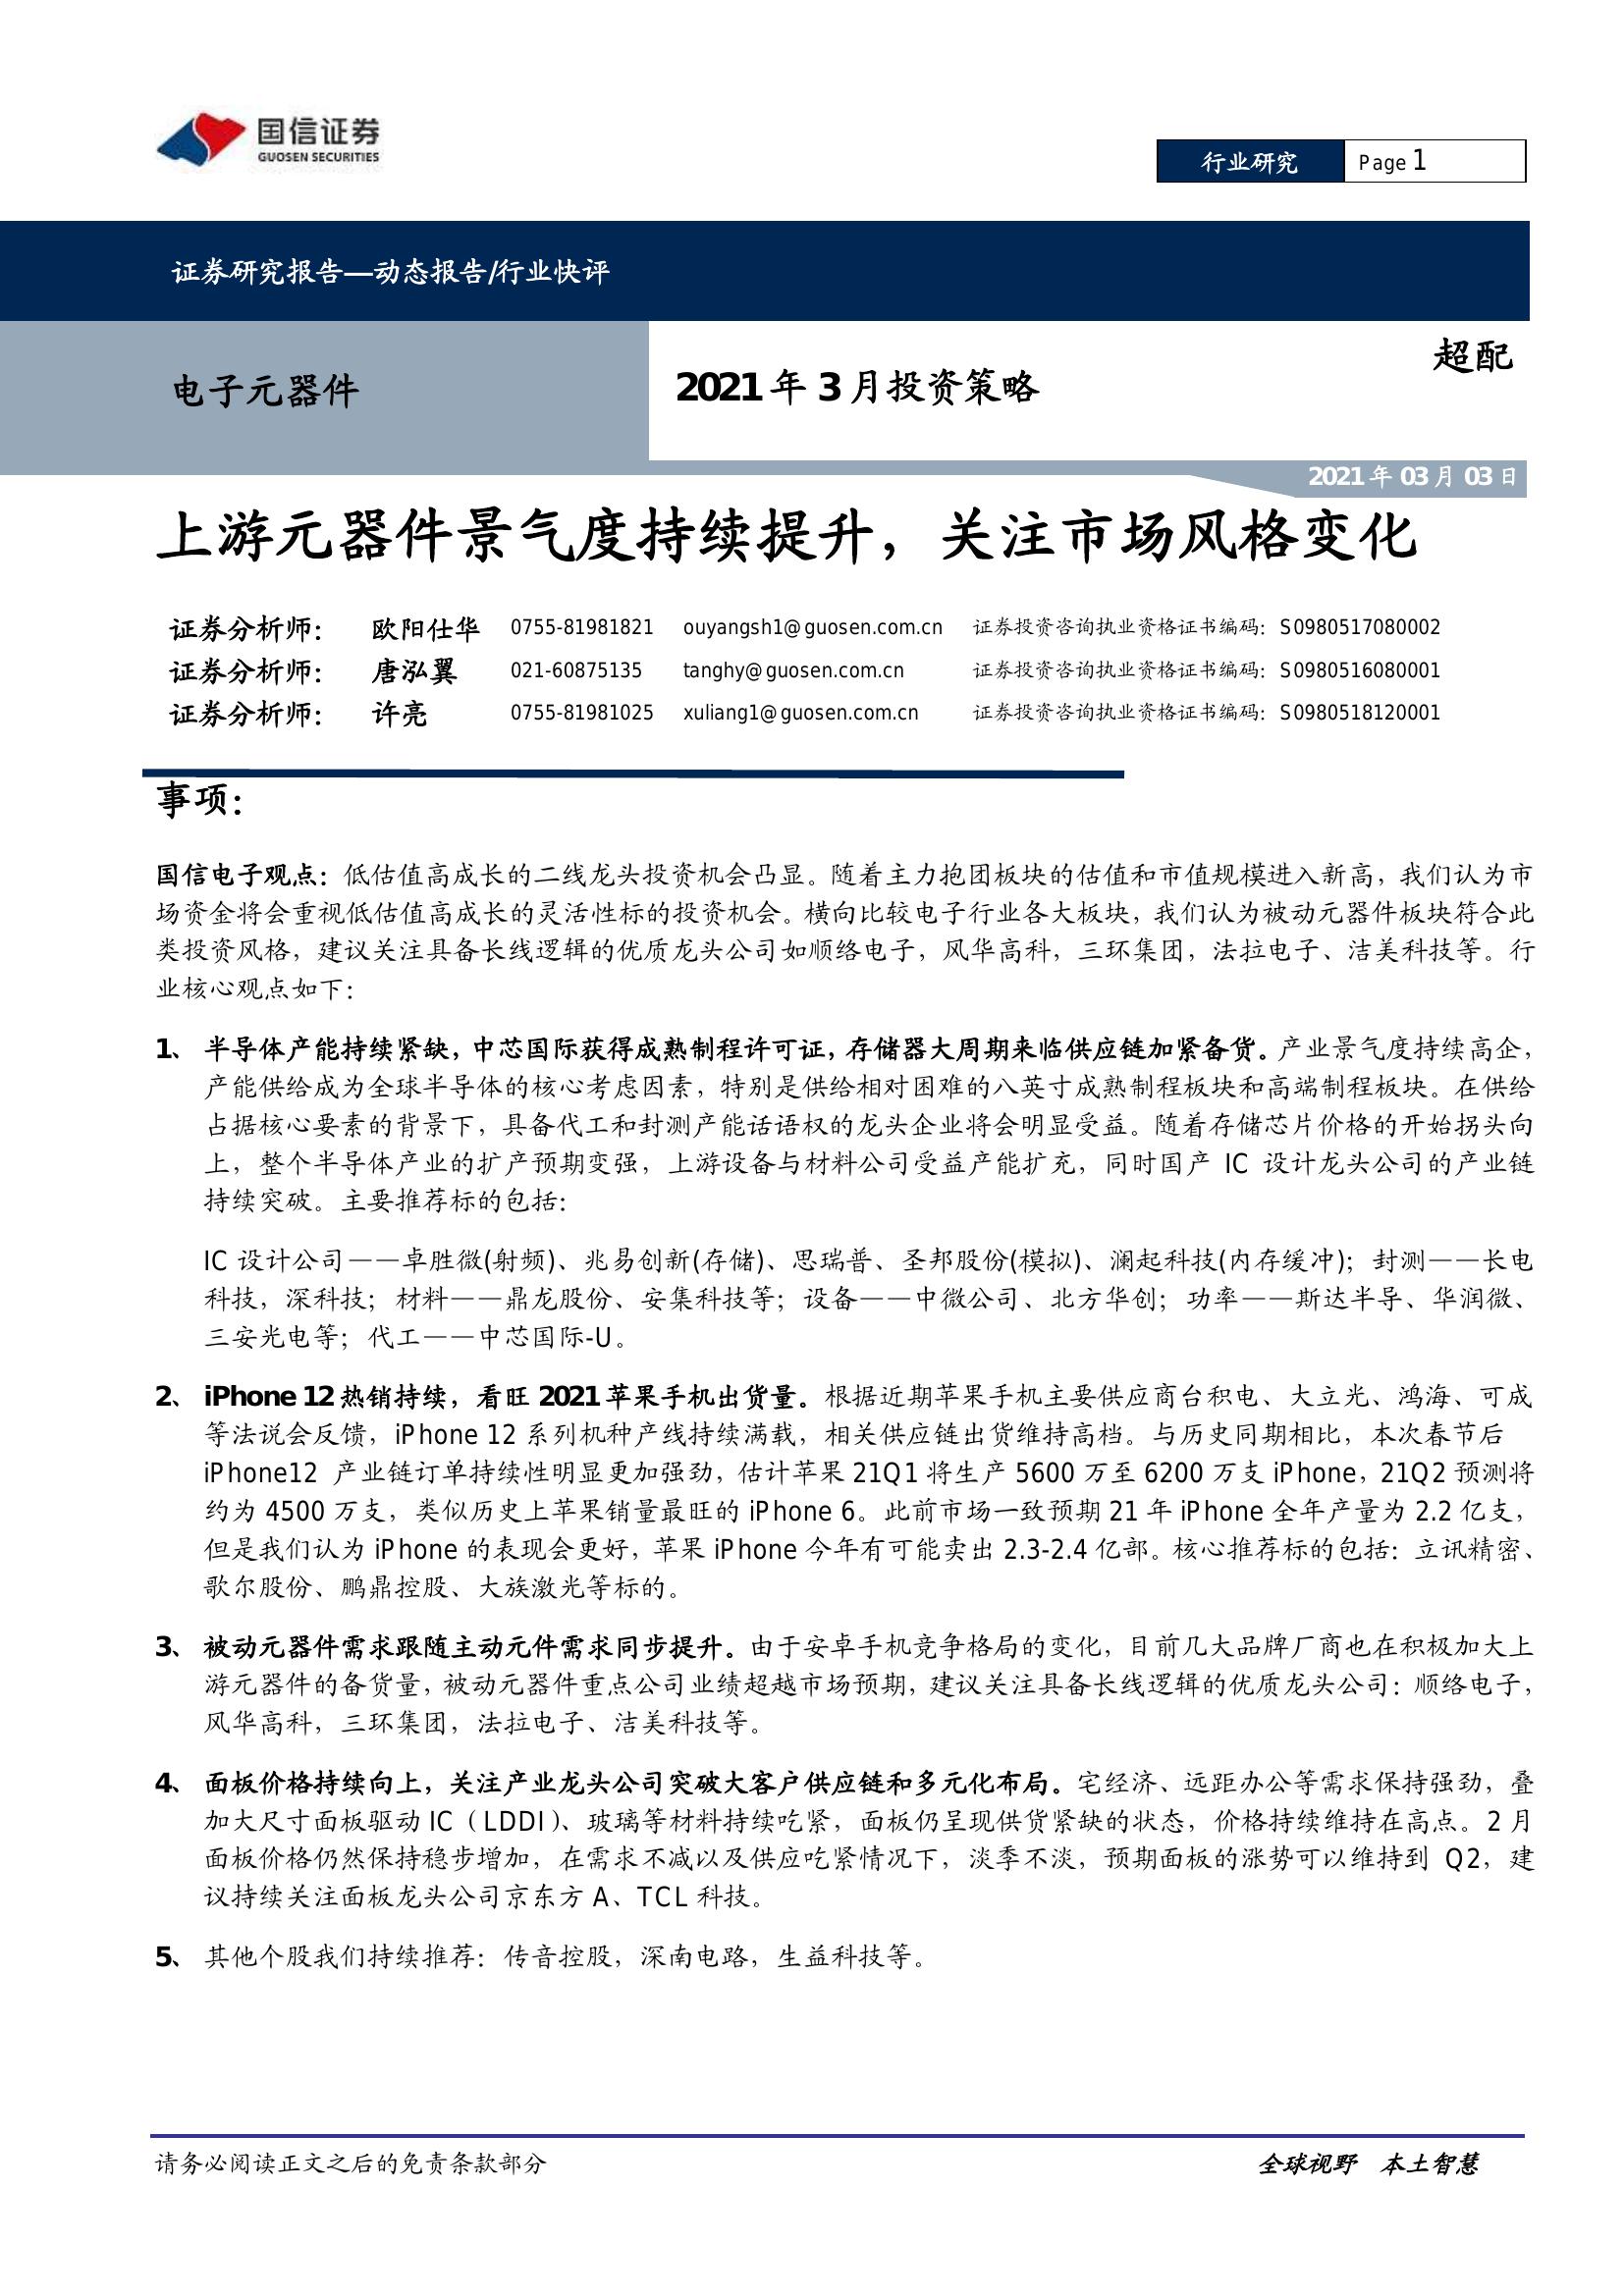 国信证券
GUOSEN SECURITIES
行业研究
Page 1
证券研究报告—动态报告/行业快评
电子元器件
2021 年 3 月投资策略
超配
2021 年 03 月 03 日
上游元器件景气度持续提升，关注市场风格变化
证券分析师： 欧阳仕华 0755-81981821 ouyangsh1@guosen.com.cn 证券投资咨询执业资格证书编码：S0980517080002
证券分析师： 唐泓翼 021-60875135 tanghy@guosen.com.cn 证券投资咨询执业资格证书编码：S0980516080001
证券分析师： 许亮 0755-81981025 xuliang1@guosen.com.cn 证券投资咨询执业资格证书编码：S0980518120001
事项：
国信电子观点：低估值高成长的二线龙头投资机会凸显。随着主力抱团板块的估值和市值规模进入新高，我们认为市
场资金将会重视低估值高成长的灵活性标的投资机会。横向比较电子行业各大板块，我们认为被动元器件板块符合此
类投资风格，建议关注具备长线逻辑的优质龙头公司如顺络电子，风华高科，三环集团，法拉电子、洁美科技等。行
业核心观点如下：
1、 半导体产能持续紧缺，中芯国际获得成熟制程许可证，存储器大周期来临供应链加紧备货。产业景气度持续高企，
产能供给成为全球半导体的核心考虑因素，特别是供给相对困难的八英寸成熟制程板块和高端制程板块。在供给
占据核心要素的背景下，具备代工和封测产能话语权的龙头企业将会明显受益。随着存储芯片价格的开始拐头向
上，整个半导体产业的扩产预期变强，上游设备与材料公司受益产能扩充，同时国产 IC 设计龙头公司的产业链
持续突破。主要推荐标的包括：
IC 设计公司——卓胜微(射频)、兆易创新(存储)、思瑞普、圣邦股份(模拟)、澜起科技(内存缓冲)；封测——长电
科技，深科技；材料——鼎龙股份、安集科技等；设备——中微公司、北方华创；功率——斯达半导、华润微、
三安光电等；代工——中芯国际-U。
2、 iPhone 12 热销持续，看旺 2021 苹果手机出货量。根据近期苹果手机主要供应商台积电、大立光、鸿海、可成
等法说会反馈，iPhone 12 系列机种产线持续满载，相关供应链出货维持高档。与历史同期相比，本次春节后
iPhone12 产业链订单持续性明显更加强劲，估计苹果 21Q1 将生产 5600 万至 6200 万支 iPhone，21Q2 预测将
约为 4500 万支，类似历史上苹果销量最旺的 iPhone 6。此前市场一致预期 21 年 iPhone 全年产量为 2.2 亿支，
但是我们认为 iPhone 的表现会更好，苹果 iPhone 今年有可能卖出 2.3-2.4 亿部。核心推荐标的包括：立讯精密、
歌尔股份、鹏鼎控股、大族激光等标的。
3、 被动元器件需求跟随主动元件需求同步提升。由于安卓手机竞争格局的变化，目前几大品牌厂商也在积极加大上
游元器件的备货量，被动元器件重点公司业绩超越市场预期，建议关注具备长线逻辑的优质龙头公司：顺络电子，
风华高科，三环集团，法拉电子、洁美科技等。
4、 面板价格持续向上，关注产业龙头公司突破大客户供应链和多元化布局。宅经济、远距办公等需求保持强劲，叠
加大尺寸面板驱动 IC（LDDI）、玻璃等材料持续吃紧，面板仍呈现供货紧缺的状态，价格持续维持在高点。2 月
面板价格仍然保持稳步增加，在需求不减以及供应吃紧情况下，淡季不淡，预期面板的涨势可以维持到 Q2，建
议持续关注面板龙头公司京东方 A、TCL 科技。
5、 其他个股我们持续推荐：传音控股，深南电路，生益科技等。
请务必阅读正文之后的免责条款部分
全球视野 本土智慧